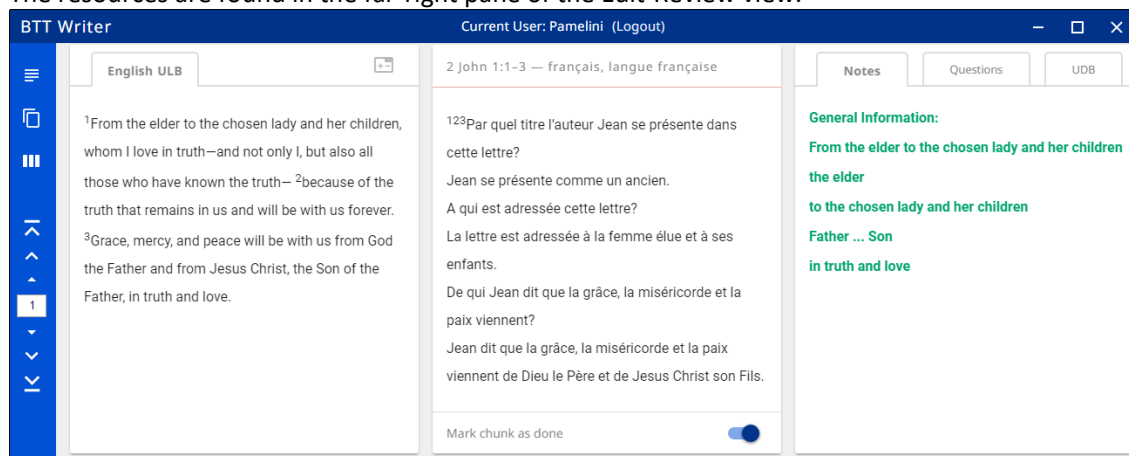 The resources are found in the far right pane of the Edit-Review view.
BTT Writer
Current User: Pamelini (Logout)
English ULB
1From the elder to the chosen lady and her children,
whom I love in truth—and not only I, but also all
those who have known the truth— 2because of the
truth that remains in us and will be with us forever.
3Grace, mercy, and peace will be with us from God
the Father and from Jesus Christ, the Son of the
Father, in truth and love.
2 John 1:1–3 — français, langue française
123Par quel titre l'auteur Jean se présente dans
cette lettre?
Jean se présente comme un ancien.
A qui est adressée cette lettre?
La lettre est adressée à la femme élue et à ses
enfants.
De qui Jean dit que la grâce, la miséricorde et la
paix viennent?
Jean dit que la grâce, la miséricorde et la paix
viennent de Dieu le Père et de Jesus Christ son Fils.
Mark chunk as done
Notes
Questions
UDB
General Information:
From the elder to the chosen lady and her children
the elder
to the chosen lady and her children
Father ... Son
in truth and love
1